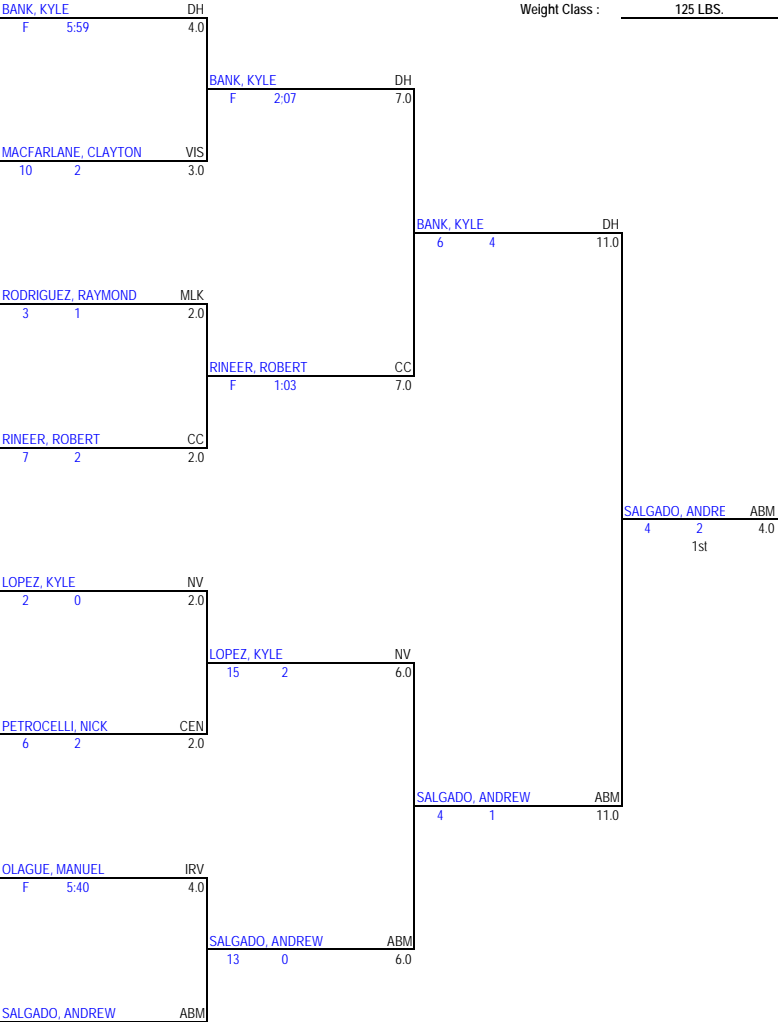 BANK, KYLE DH
F 5:59 4.0
Weight Class : 125 LBS.
BANK, KYLE DH
F 2:07 7.0
MACFARLANE, CLAYTON VIS
10 2 3.0
BANK, KYLE DH
6 4 11.0
RODRIGUEZ, RAYMOND MLK
3 1 2.0
RINEER, ROBERT CC
F 1:03 7.0
RINEER, ROBERT CC
7 2 2.0
SALGADO, ANDRE ABM
4 2 4.0
1st
LOPEZ, KYLE NV
2 0 2.0
LOPEZ, KYLE NV
15 2 6.0
PETROCELLI, NICK CEN
6 2 2.0
SALGADO, ANDREW ABM
4 1 11.0
OLAGUE, MANUEL IRV
F 5:40 4.0
SALGADO, ANDREW ABM
13 0 6.0
SALGADO, ANDREW ABM